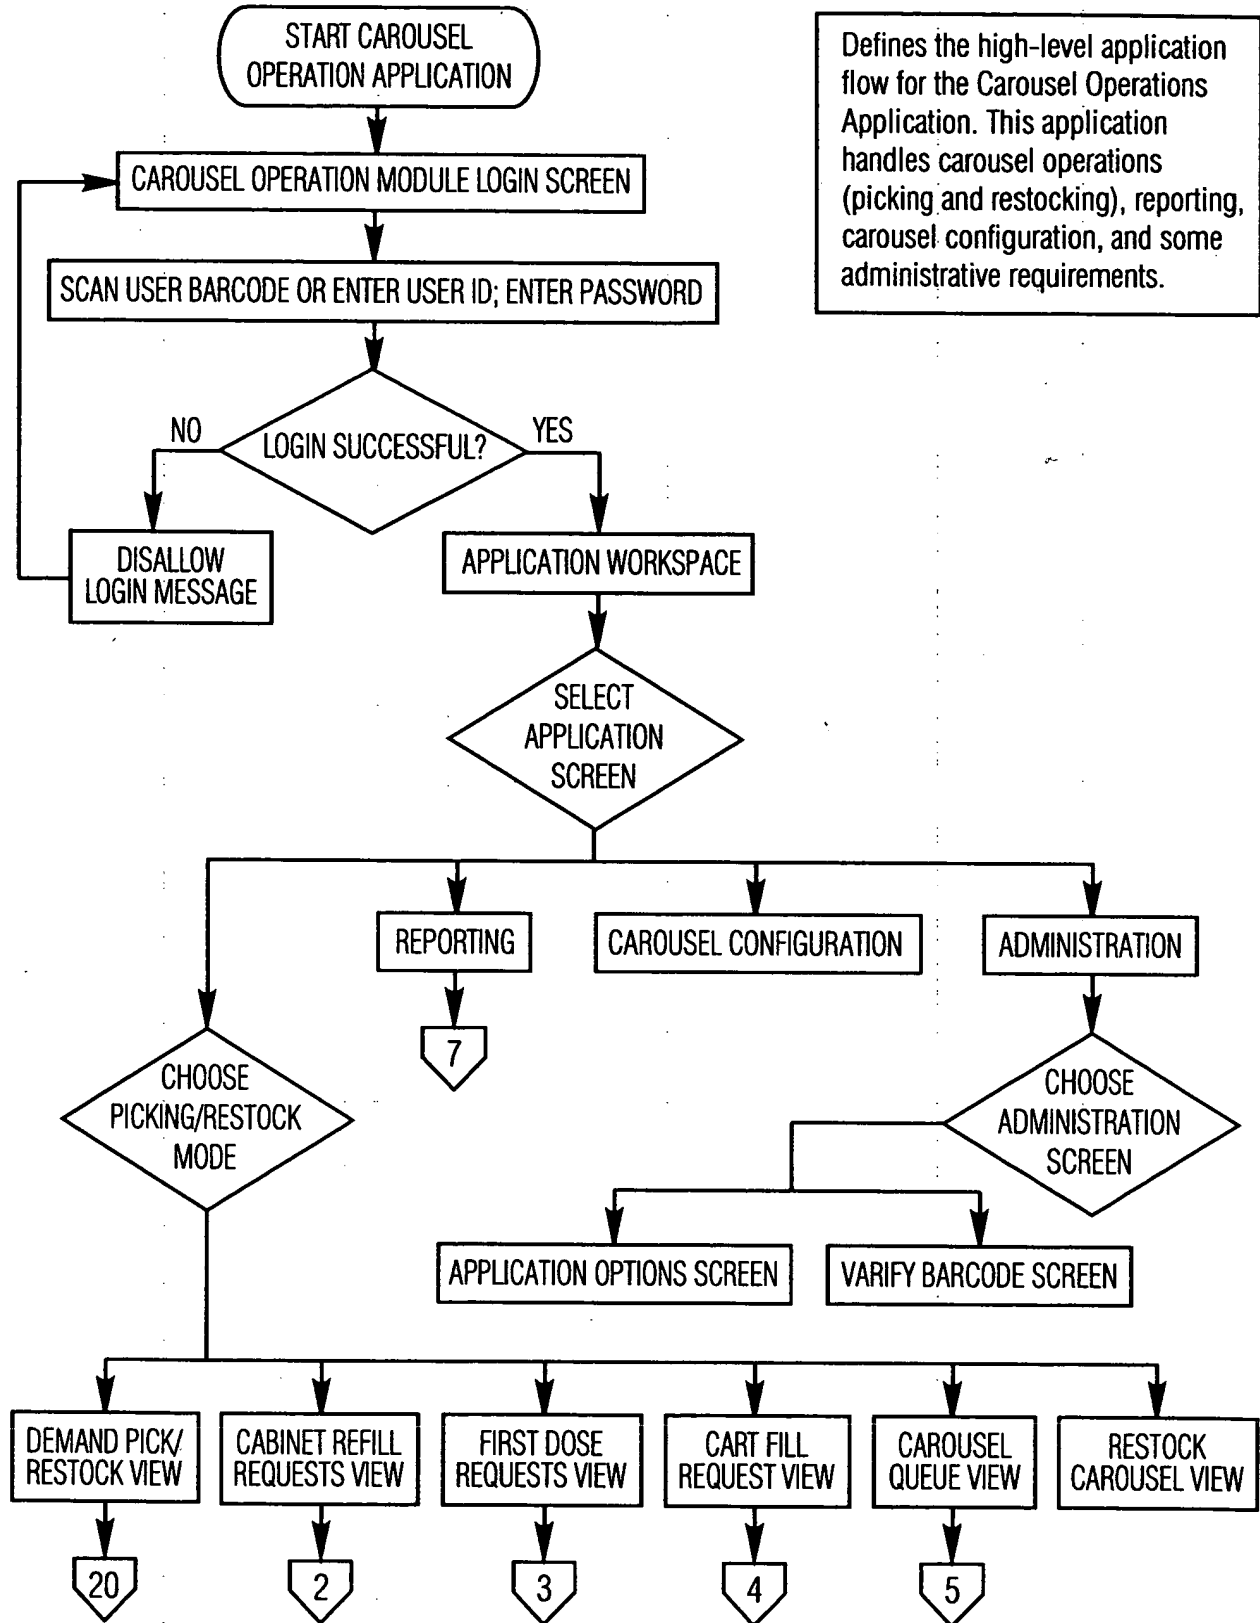 START CAROUSEL
OPERATION APPLICATION
Defines the high-level application
flow for the Carousel Operations
Application. This application
handles carousel operations
(picking and restocking), reporting,
carousel configuration, and some
administrative requirements.
CAROUSEL OPERATION MODULE LOGIN SCREEN
SCAN USER BARCODE OR ENTER USER ID; ENTER PASSWORD
NO
LOGIN SUCCESSFUL?
YES
DISALLOW
LOGIN MESSAGE
APPLICATION WORKSPACE
SELECT
APPLICATION
SCREEN
REPORTING
CAROUSEL CONFIGURATION
ADMINISTRATION
7
CHOOSE
PICKING/RESTOCK
MODE
CHOOSE
ADMINISTRATION
SCREEN
APPLICATION OPTIONS SCREEN
VARIFY BARCODE SCREEN
DEMAND PICK/
RESTOCK VIEW
CABINET REFILL
REQUESTS VIEW
FIRST DOSE
REQUESTS VIEW
CART FILL
REQUEST VIEW
CAROUSEL
QUEUE VIEW
RESTOCK
CAROUSEL VIEW
20
2
3
4
5